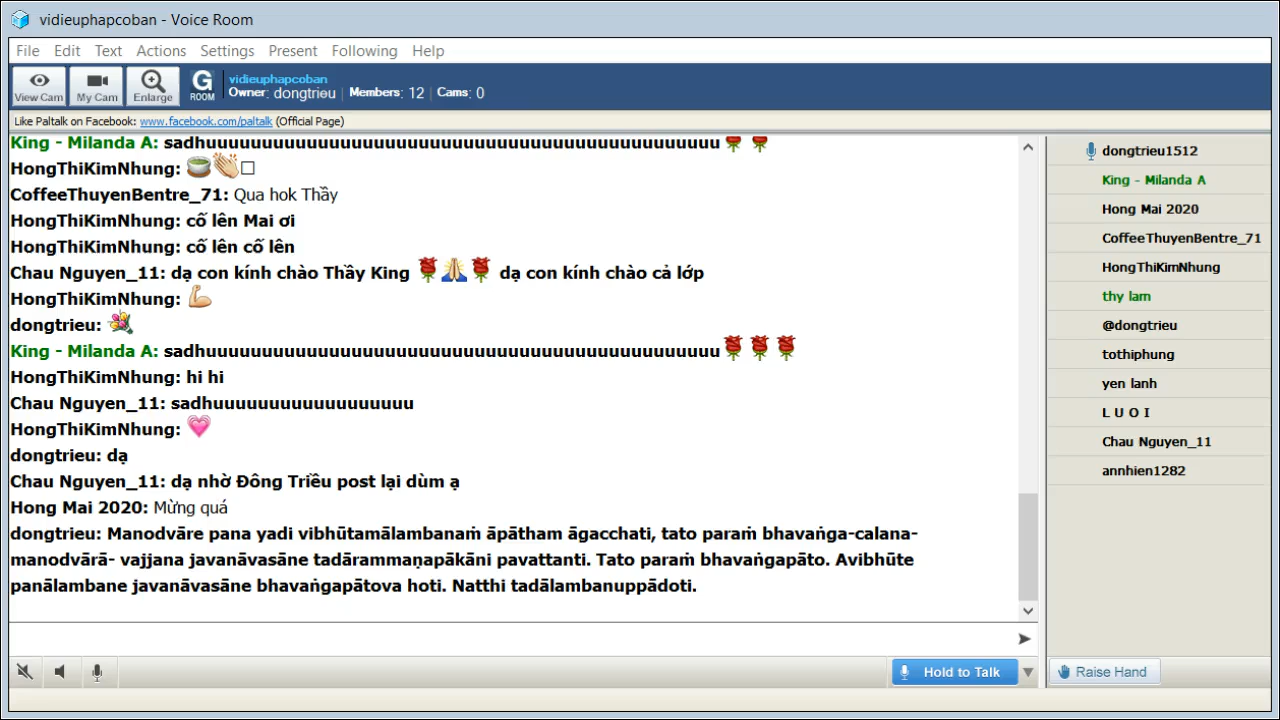 vidieuphapcoban - Voice Room
File Edit Text Actions Settings Present Following Help
View Cam
My Cam
Enlarge
G
ROOM
vidieuphapcoban
Owner: dongtrieu | Members: 12 | Cams: 0
Like Paltalk on Facebook: www.facebook.com/paltalk (Official Page)
King - Milanda A: sadhuuuuuuuuuuuuuuuuuuuuuuuuuuuuuuuuuuuuuuuuuuuuuu 🌹 🌹
HongThiKimNhung: 🍵👏□
CoffeeThuyenBentre_71: Qua hok Thầy
HongThiKimNhung: cố lên Mai ơi
HongThiKimNhung: cố lên cố lên
Chau Nguyen_11: dạ con kính chào Thầy King 🌹🙏🌹 dạ con kính chào cả lớp
HongThiKimNhung: 💪
dongtrieu: 💐
King - Milanda A: sadhuuuuuuuuuuuuuuuuuuuuuuuuuuuuuuuuuuuuuuuuuuuuuu🌹🌹🌹
HongThiKimNhung: hi hi
Chau Nguyen_11: sadhuuuuuuuuuuuuuuuuuu
HongThiKimNhung: 💗
dongtrieu: dạ
Chau Nguyen_11: dạ nhờ Đông Triều post lại dùm ạ
Hong Mai 2020: Mừng quá
dongtrieu: Manodvāre pana yadi vibhūtamālambanaṁ āpātham āgacchati, tato paraṁ bhavaṅga-calana-
manodvārā- vajjana javanāvasāne tadārammaṇapākāni pavattanti. Tato paraṁ bhavaṅgapāto. Avibhūte
panālambane javanāvasāne bhavaṅgapātova hoti. Natthi tadālambanuppādoti.
Hold to Talk
dongtrieu1512
King - Milanda A
Hong Mai 2020
CoffeeThuyenBentre_71
HongThiKimNhung
thy lam
@dongtrieu
tothiphung
yen lanh
L U O I
Chau Nguyen_11
annhien1282
Raise Hand